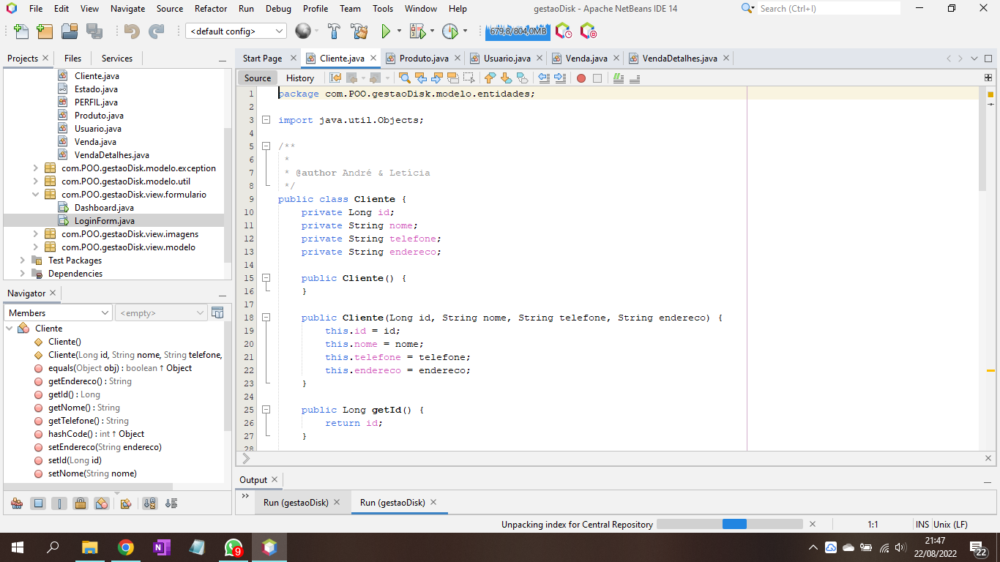 File Edit View Navigate Source Refactor Run Debug Profile Team Tools Window Help
gestaoDisk - Apache NetBeans IDE 14
Search (Ctrl+I)
<default config>
679,8/804,0MB
Projects Files Services
Cliente.java
Estado.java
PERFIL.java
Produto.java
Usuario.java
Venda.java
VendaDetalhes.java
com.POO.gestaoDisk.modelo.exception
com.POO.gestaoDisk.modelo.util
com.POO.gestaoDisk.view.formulario
Dashboard.java
LoginForm.java
com.POO.gestaoDisk.view.imagens
com.POO.gestaoDisk.view.modelo
Test Packages
Dependencies
Navigator
Members
<empty>
Cliente
Cliente()
Cliente(Long id, String nome, String telefone,
equals(Object obj) : boolean ↑ Object
getEndereco() : String
getId() : Long
getNome() : String
getTelefone() : String
hashCode() : int ↑ Object
setEndereco(String endereco)
setId(Long id)
setNome(String nome)
Start Page Cliente.java Produto.java Usuario.java Venda.java VendaDetalhes.java
Source History
1 package com.POO.gestaoDisk.modelo.entidades;
2
3 import java.util.Objects;
4
5 /**
6 *
7 * @author André & Letícia
8 */
9 public class Cliente {
10 private Long id;
11 private String nome;
12 private String telefone;
13 private String endereco;
14
15 public Cliente() {
16 }
17
18 public Cliente(Long id, String nome, String telefone, String endereco) {
19 this.id = id;
20 this.nome = nome;
21 this.telefone = telefone;
22 this.endereco = endereco;
23 }
24
25 public Long getId() {
26 return id;
27 }
28
Output
Run (gestaoDisk) Run (gestaoDisk)
Unpacking index for Central Repository
1:1
INS Unix (LF)
N
9
21:47
22/08/2022
22